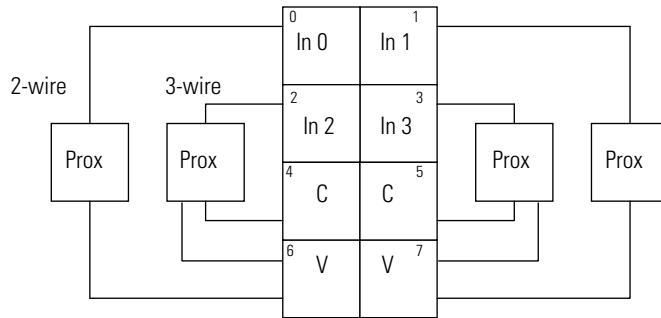 0 1
In 0 In 1
2-wire 3-wire
2 3
In 2 In 3
Prox Prox Prox Prox
4 5
C C
6 7
V V